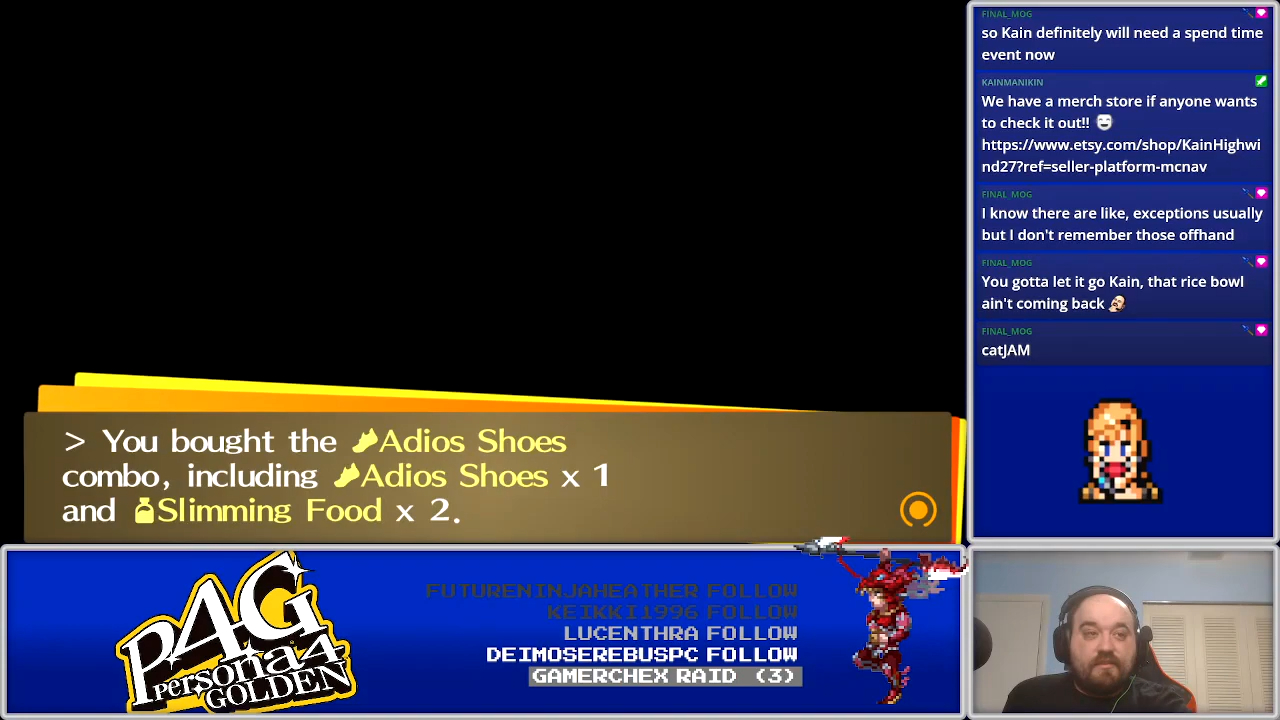 > You bought the Adios Shoes
combo, including Adios Shoes x 1
and Slimming Food x 2.
FINAL_MOG
so Kain definitely will need a spend time
event now
KAINMANIKIN
We have a merch store if anyone wants
to check it out!!
https://www.etsy.com/shop/KainHighwi
nd27?ref=seller-platform-mcnav
FINAL_MOG
I know there are like, exceptions usually
but I don't remember those offhand
FINAL_MOG
You gotta let it go Kain, that rice bowl
ain't coming back
FINAL_MOG
catJAM
P4G
Persona4
GOLDEN
FUTURENINJAHEATHER FOLLOW
KEIKKI1996 FOLLOW
LUCENTHRA FOLLOW
DEIMOSEREBUSPC FOLLOW
GAMERCHEX RAID (3)